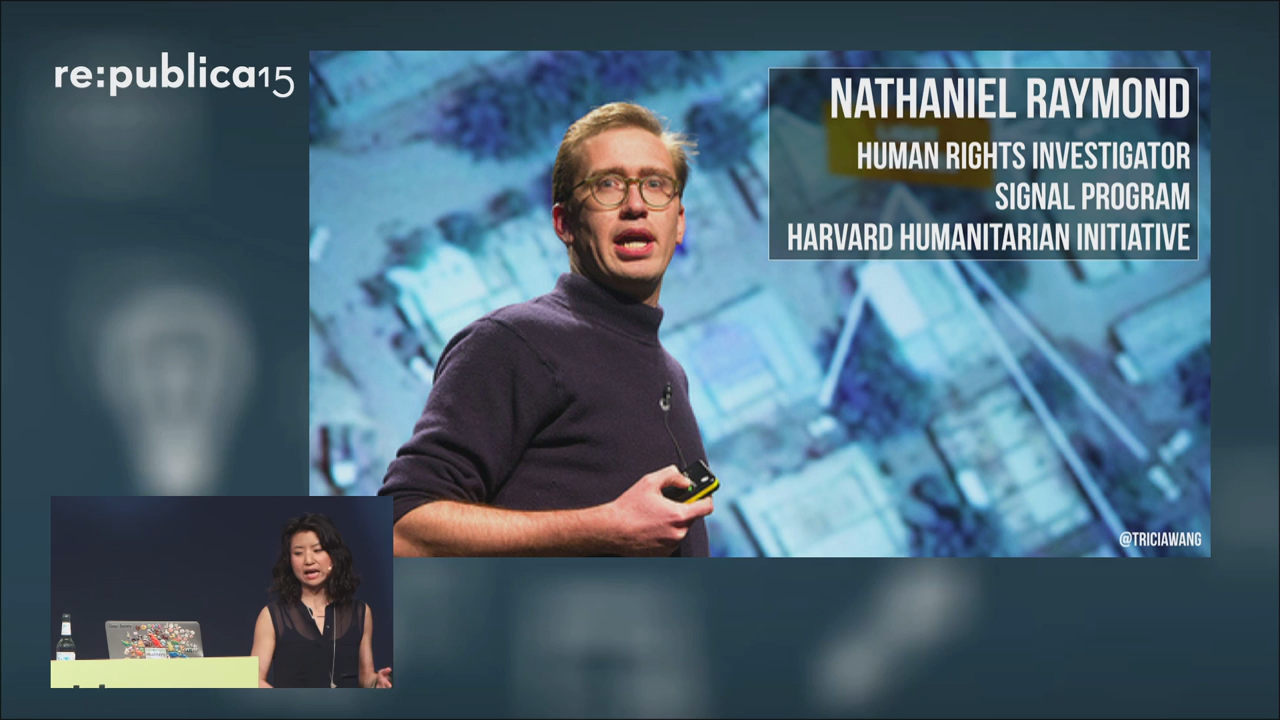 re:publica15
NATHANIEL RAYMOND
HUMAN RIGHTS INVESTIGATOR
SIGNAL PROGRAM
HARVARD HUMANITARIAN INITIATIVE
@TRICIAWANG